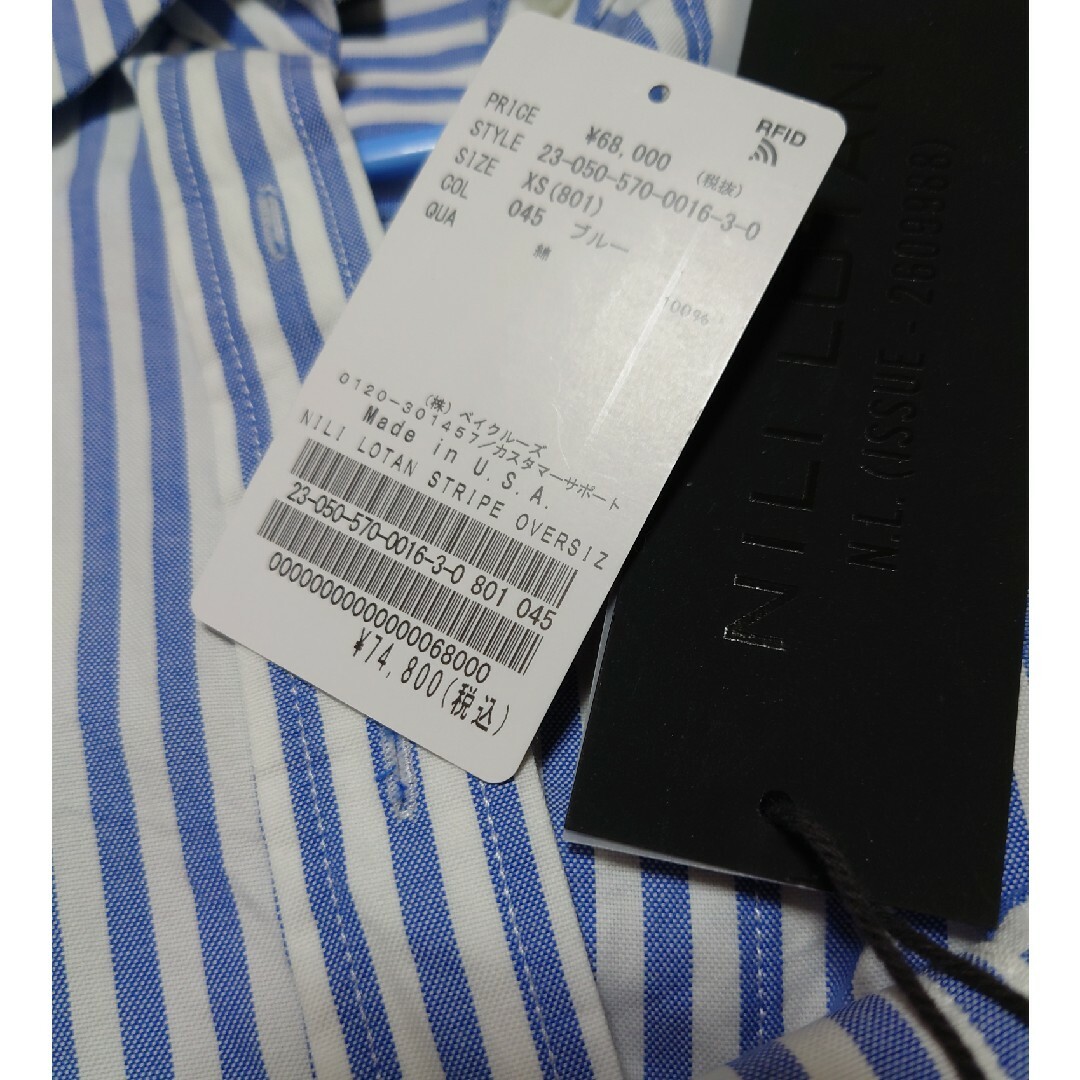 RFID
PRICE ¥68,000 (税抜)
STYLE 23-050-570-0016-3-0
SIZE XS(801)
COL 045 ブルー
QUA
綿 100%
(株) ベイクルーズ
0120-301457/カスタマーサポート
Made in U.S.A.
NILI LOTAN STRIPE OVERSIZ
23-050-570-0016-3-0 801 045
0000000000000068000
¥74,800(税込)
NILI LOTAN
N.L. (ISSUE - 2609886)